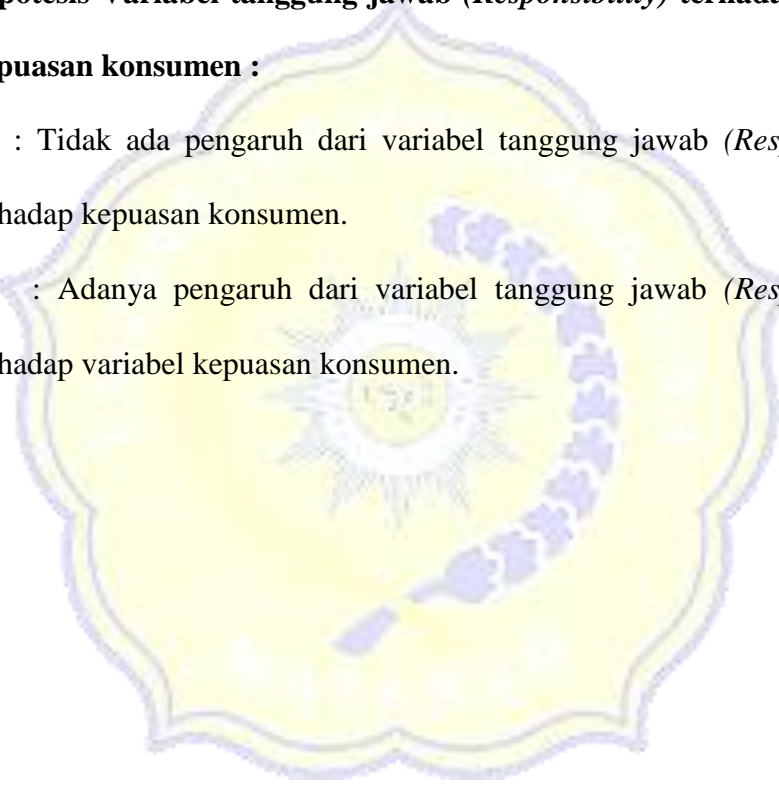 potesis variabel tanggung jawab (Responsibility) terhada
puasan konsumen :
: Tidak ada pengaruh dari variabel tanggung jawab (Res
hadap kepuasan konsumen.
: Adanya pengaruh dari variabel tanggung jawab (Res
hadap variabel kepuasan konsumen.